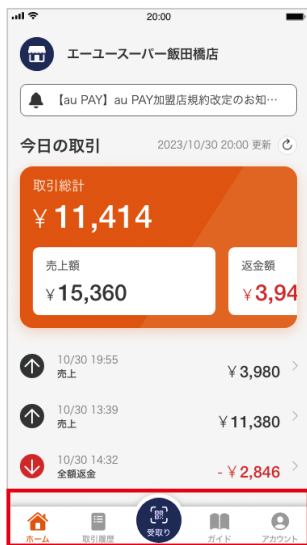 20:00
エーユースーパー飯田橋店
【au PAY】au PAY加盟店規約改定のお知…
今日の取引 2023/10/30 20:00 更新
取引総計
¥ 11,414
売上額 返金額
¥ 15,360 ¥ 3,94
10/30 19:55
売上 ¥ 3,980
10/30 13:39
売上 ¥ 11,380
10/30 14:32
全額返金 - ¥ 2,846
ホーム 取引履歴 受取り ガイド アカウント